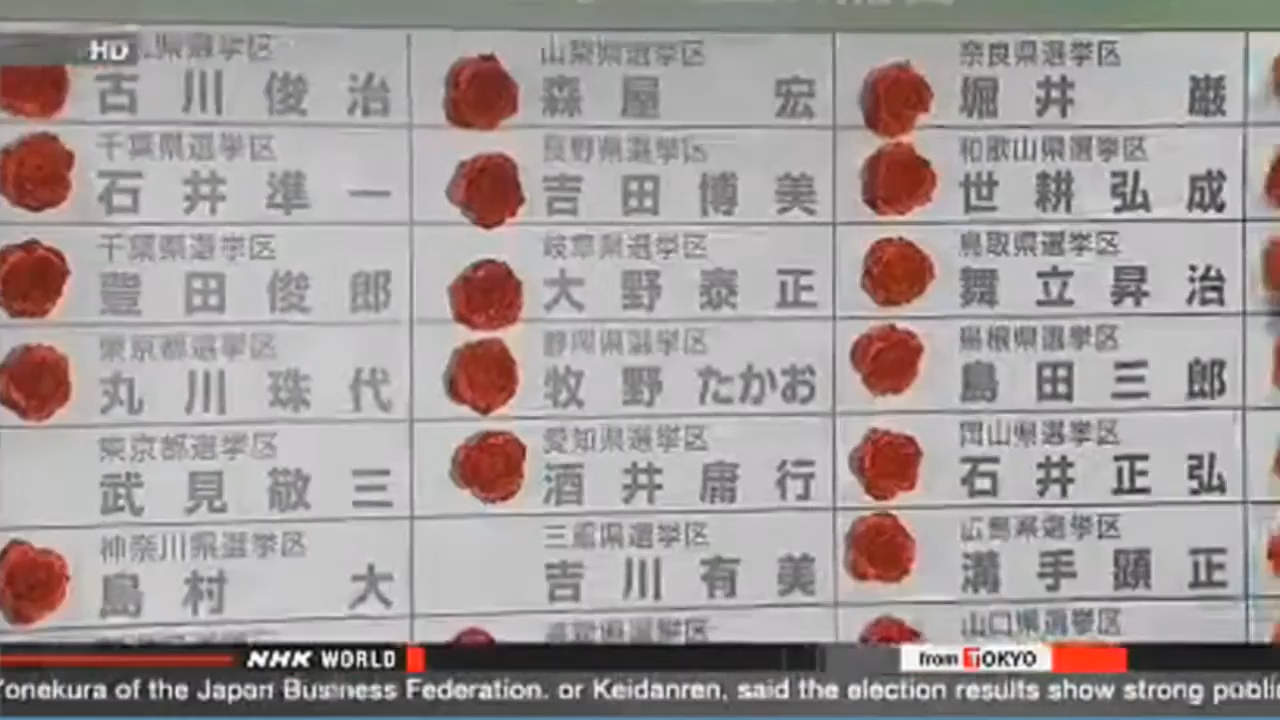 HD
県選挙区
古川俊治
千葉県選挙区
石井準一
千葉県選挙区
豊田俊郎
東京都選挙区
丸川珠代
東京都選挙区
武見敬三
神奈川県選挙区
島村 大
山梨県選挙区
森屋 宏
長野県選挙区
吉田博美
岐阜県選挙区
大野泰正
静岡県選挙区
牧野たかお
愛知県選挙区
酒井庸行
三重県選挙区
吉川有美
奈良県選挙区
堀井 巌
和歌山県選挙区
世耕弘成
鳥取県選挙区
舞立昇治
島根県選挙区
島田三郎
岡山県選挙区
石井正弘
広島県選挙区
溝手顕正
山口県選挙区
NHK WORLD
from TOKYO
Yonekura of the Japan Business Federation, or Keidanren, said the election results show strong public